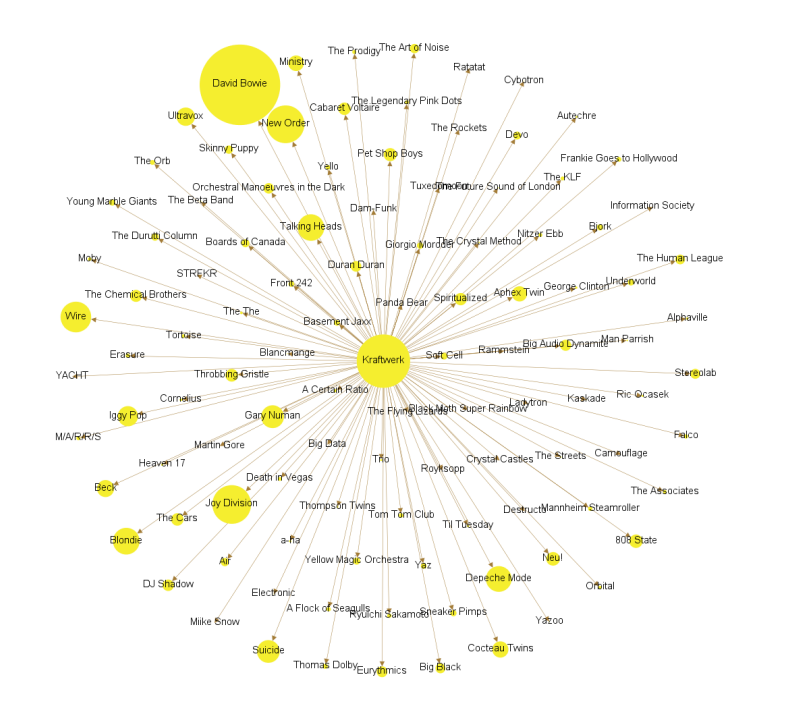 The Art of Noise
The Prodigy
Ministry
Ratatat
Cybotron
David Bowie
The Legendary Pink Dots
Cabaret Voltaire
Ultravox
Autechre
New Order
The Rockets
Devo
Skinny Puppy
Pet Shop Boys
Frankie Goes to Hollywood
The Orb
Yello
The KLF
Orchestral Manoeuvres in the Dark
The Future Sound of London
Young Marble Giants
The Beta Band
Dam-Funk
Information Society
Talking Heads
Bjork
The Durutti Column
Boards of Canada
Giorgio Moroder
The Crystal Method
Nitzer Ebb
Moby
Duran Duran
The Human League
STREKR
Front 242
Underworld
George Clinton
The Chemical Brothers
Panda Bear
Spiritualized
Aphex Twin
Wire
The The
Basement Jaxx
Alphaville
Tortoise
Man Parrish
Big Audio Dynamite
Erasure
Blancmange
Kraftwerk
Soft Cell
Rammstein
YACHT
Throbbing Gristle
Stereolab
A Certain Ratio
Cornelius
Kaskade
Ric Ocasek
Iggy Pop
Gary Numan
The Flying Lizards
Black Moth Super Rainbow
Ladytron
M/A/R/R/S
Martin Gore
Big Data
Falco
Heaven 17
Trio
Crystal Castles
The Streets
Camouflage
Royksopp
Beck
Death in Vegas
The Associates
Joy Division
Thompson Twins
Tom Tom Club
Destructo
Mannheim Steamroller
The Cars
Til Tuesday
Blondie
a-ha
808 State
Air
Yellow Magic Orchestra
Yaz
Neu!
DJ Shadow
Depeche Mode
Orbital
Electronic
A Flock of Seagulls
Ryuichi Sakamoto
Sneaker Pimps
Miike Snow
Yazoo
Suicide
Cocteau Twins
Thomas Dolby
Eurythmics
Big Black